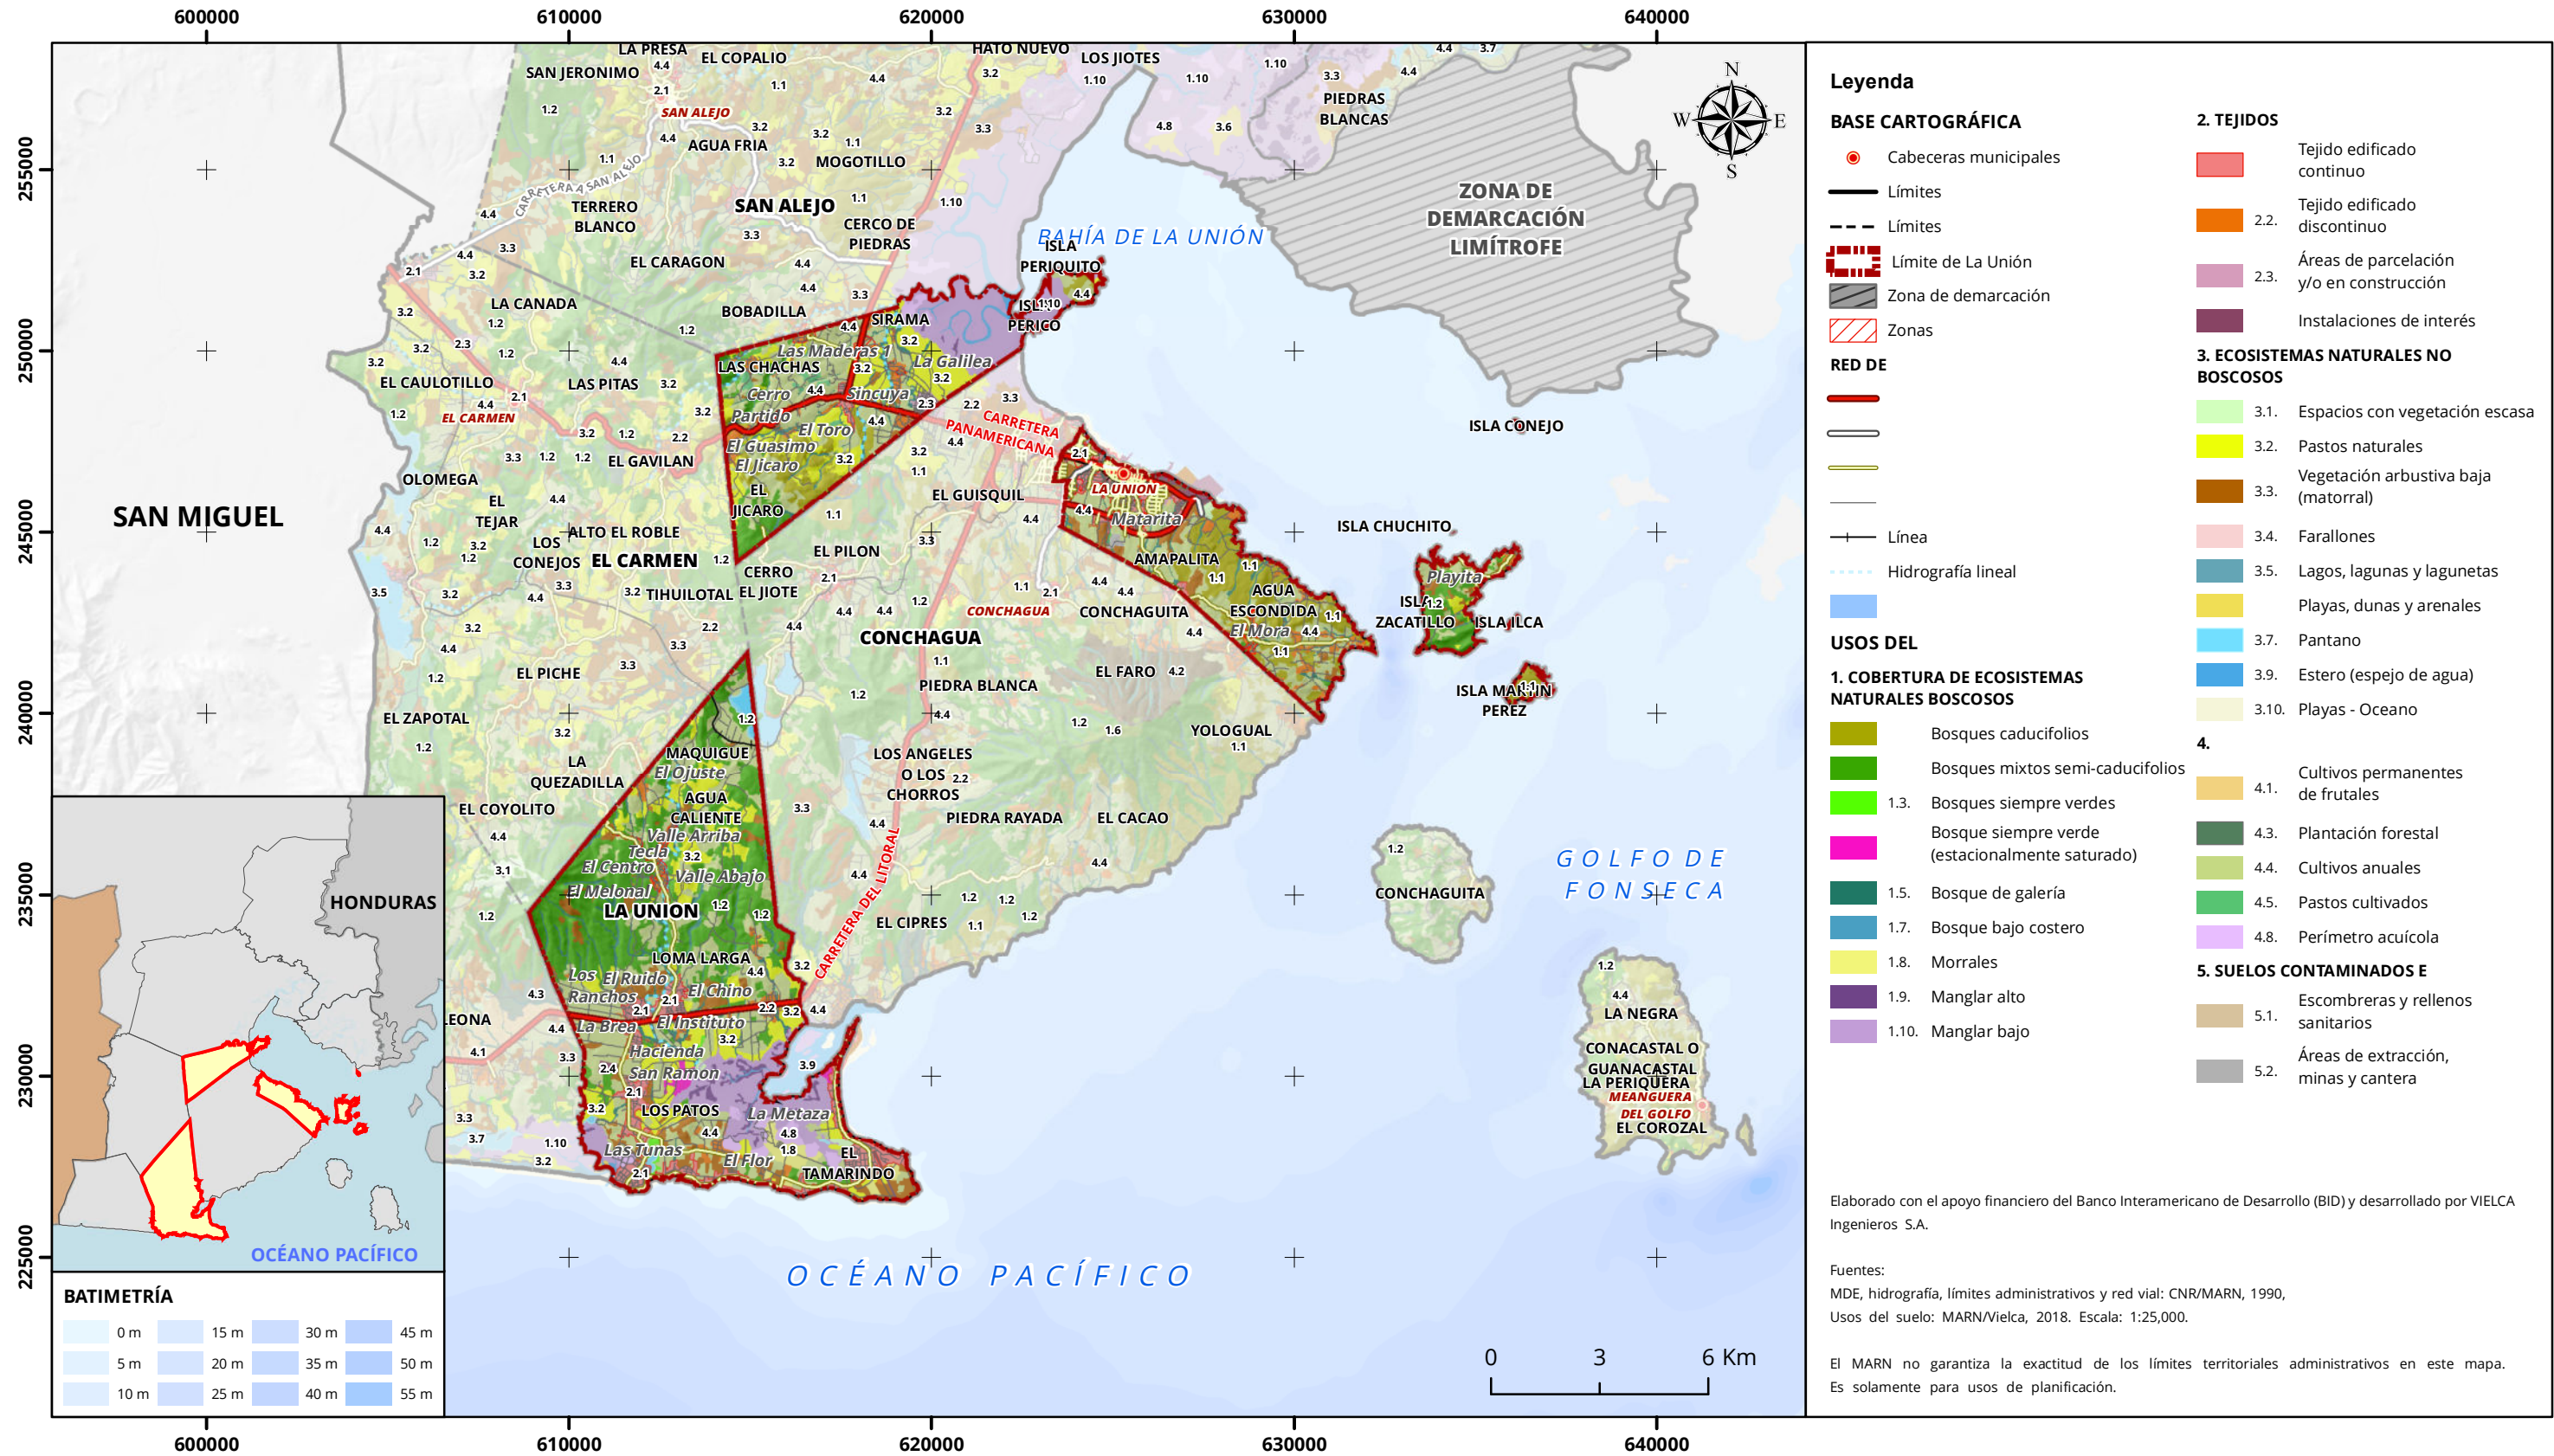 600000
610000
620000
630000
640000
255000
250000
245000
240000
235000
230000
225000
600000
610000
620000
630000
640000
LA PRESA
SAN JERONIMO
EL COPALIO
HATO NUEVO
LOS JIOTES
PIEDRAS
BLANCAS
SAN ALEJO
AGUA FRIA
MOGOTILLO
CARRETERA A SAN ALEJO
TERRERO
BLANCO
SAN ALEJO
CERCO DE
PIEDRAS
EL CARAGON
BAHÍA DE LA UNIÓN
ISLA
PERIQUITO
ZONA DE
DEMARCACIÓN
LIMÍTROFE
LA CANADA
BOBADILLA
SIRAMA
PERICO
Las Maderas 1
La Galilea
LAS CHACHAS
EL CAULOTILLO
LAS PITAS
Cerro
Partido
Sincuya
EL CARMEN
El Toro
El Guasimo
El Jicaro
CARRETERA
PANAMERICANA
ISLA CONEJO
EL GAVILAN
OLOMEGA
EL
TEJAR
EL
JICARO
EL GUISQUIL
LA UNION
Matarita
SAN MIGUEL
ALTO EL ROBLE
LOS
CONEJOS
EL CARMEN
EL PILON
CERRO
EL JIOTE
TIHUILOTAL
AMAPALITA
ISLA CHUCHITO
Playita
CONCHAGUA
CONCHAGUITA
AGUA
ESCONDIDA
El Mora
ZACATILLO
ISLA ILCA
CONCHAGUA
EL PICHE
PIEDRA BLANCA
EL FARO
ISLA MARTIN
PEREZ
EL ZAPOTAL
YOLOGUAL
MAQUIGUE
El Ojuste
LA
QUEZADILLA
LOS ANGELES
O LOS
CHORROS
EL COYOLITO
AGUA
CALIENTE
PIEDRA RAYADA
EL CACAO
Valle Arriba
Tecla
El Centro
Valle Abajo
El Melonal
LA UNION
CARRETERA DEL LITORAL
EL CIPRES
CONCHAGUITA
GOLFO DE
FONSECA
LOMA LARGA
Los
Ranchos
El Ruido
El Chino
LEONA
La Brea
El Instituto
Hacienda
San Ramon
LOS PATOS
La Metaza
Las Tunas
El Flor
EL
TAMARINDO
LA NEGRA
CONACASTAL O
GUANACASTAL
LA PERIQUERA
MEANGUERA
DEL GOLFO
EL COROZAL
OCÉANO PACÍFICO
0 3 6 Km
N
W E
S
HONDURAS
OCÉANO PACÍFICO
BATIMETRÍA
0 m 15 m 30 m 45 m
5 m 20 m 35 m 50 m
10 m 25 m 40 m 55 m
Leyenda
BASE CARTOGRÁFICA
Cabeceras municipales
Límites
Límites
Límite de La Unión
Zona de demarcación
Zonas
RED DE
Línea
Hidrografía lineal
USOS DEL
1. COBERTURA DE ECOSISTEMAS
NATURALES BOSCOSOS
Bosques caducifolios
Bosques mixtos semi-caducifolios
1.3. Bosques siempre verdes
Bosque siempre verde
(estacionalmente saturado)
1.5. Bosque de galería
1.7. Bosque bajo costero
1.8. Morrales
1.9. Manglar alto
1.10. Manglar bajo
2. TEJIDOS
Tejido edificado
continuo
2.2. Tejido edificado
discontinuo
2.3. Áreas de parcelación
y/o en construcción
Instalaciones de interés
3. ECOSISTEMAS NATURALES NO
BOSCOSOS
3.1. Espacios con vegetación escasa
3.2. Pastos naturales
3.3. Vegetación arbustiva baja
(matorral)
3.4. Farallones
3.5. Lagos, lagunas y lagunetas
Playas, dunas y arenales
3.7. Pantano
3.9. Estero (espejo de agua)
3.10. Playas - Oceano
4.
4.1. Cultivos permanentes
de frutales
4.3. Plantación forestal
4.4. Cultivos anuales
4.5. Pastos cultivados
4.8. Perímetro acuícola
5. SUELOS CONTAMINADOS E
5.1. Escombreras y rellenos
sanitarios
5.2. Áreas de extracción,
minas y cantera
Elaborado con el apoyo financiero del Banco Interamericano de Desarrollo (BID) y desarrollado por VIELCA
Ingenieros S.A.
Fuentes:
MDE, hidrografía, límites administrativos y red vial: CNR/MARN, 1990,
Usos del suelo: MARN/Vielca, 2018. Escala: 1:25,000.
El MARN no garantiza la exactitud de los límites territoriales administrativos en este mapa.
Es solamente para usos de planificación.